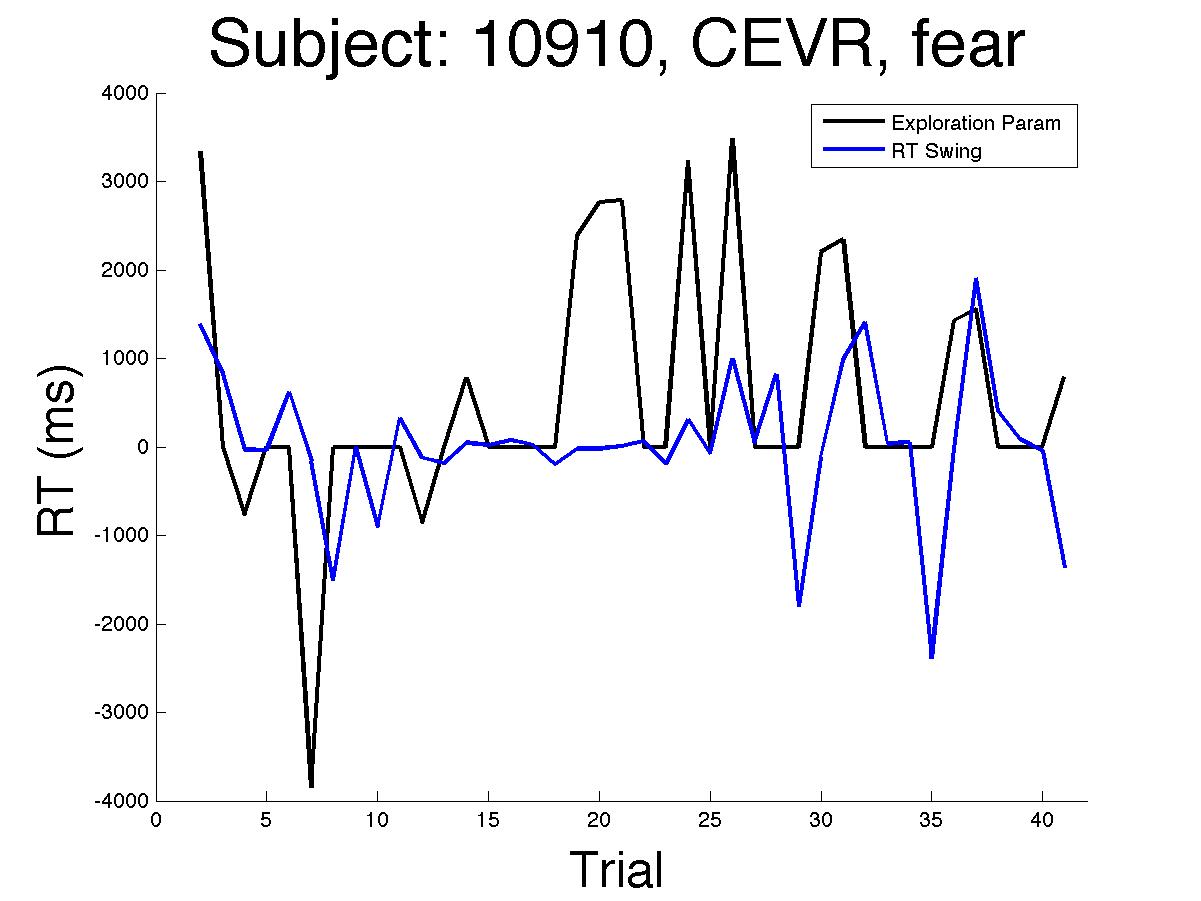 Subject: 10910, CEVR, fear
Exploration Param
RT Swing
4000
3000
2000
1000
0
-1000
-2000
-3000
-4000
RT (ms)
0 5 10 15 20 25 30 35 40
Trial